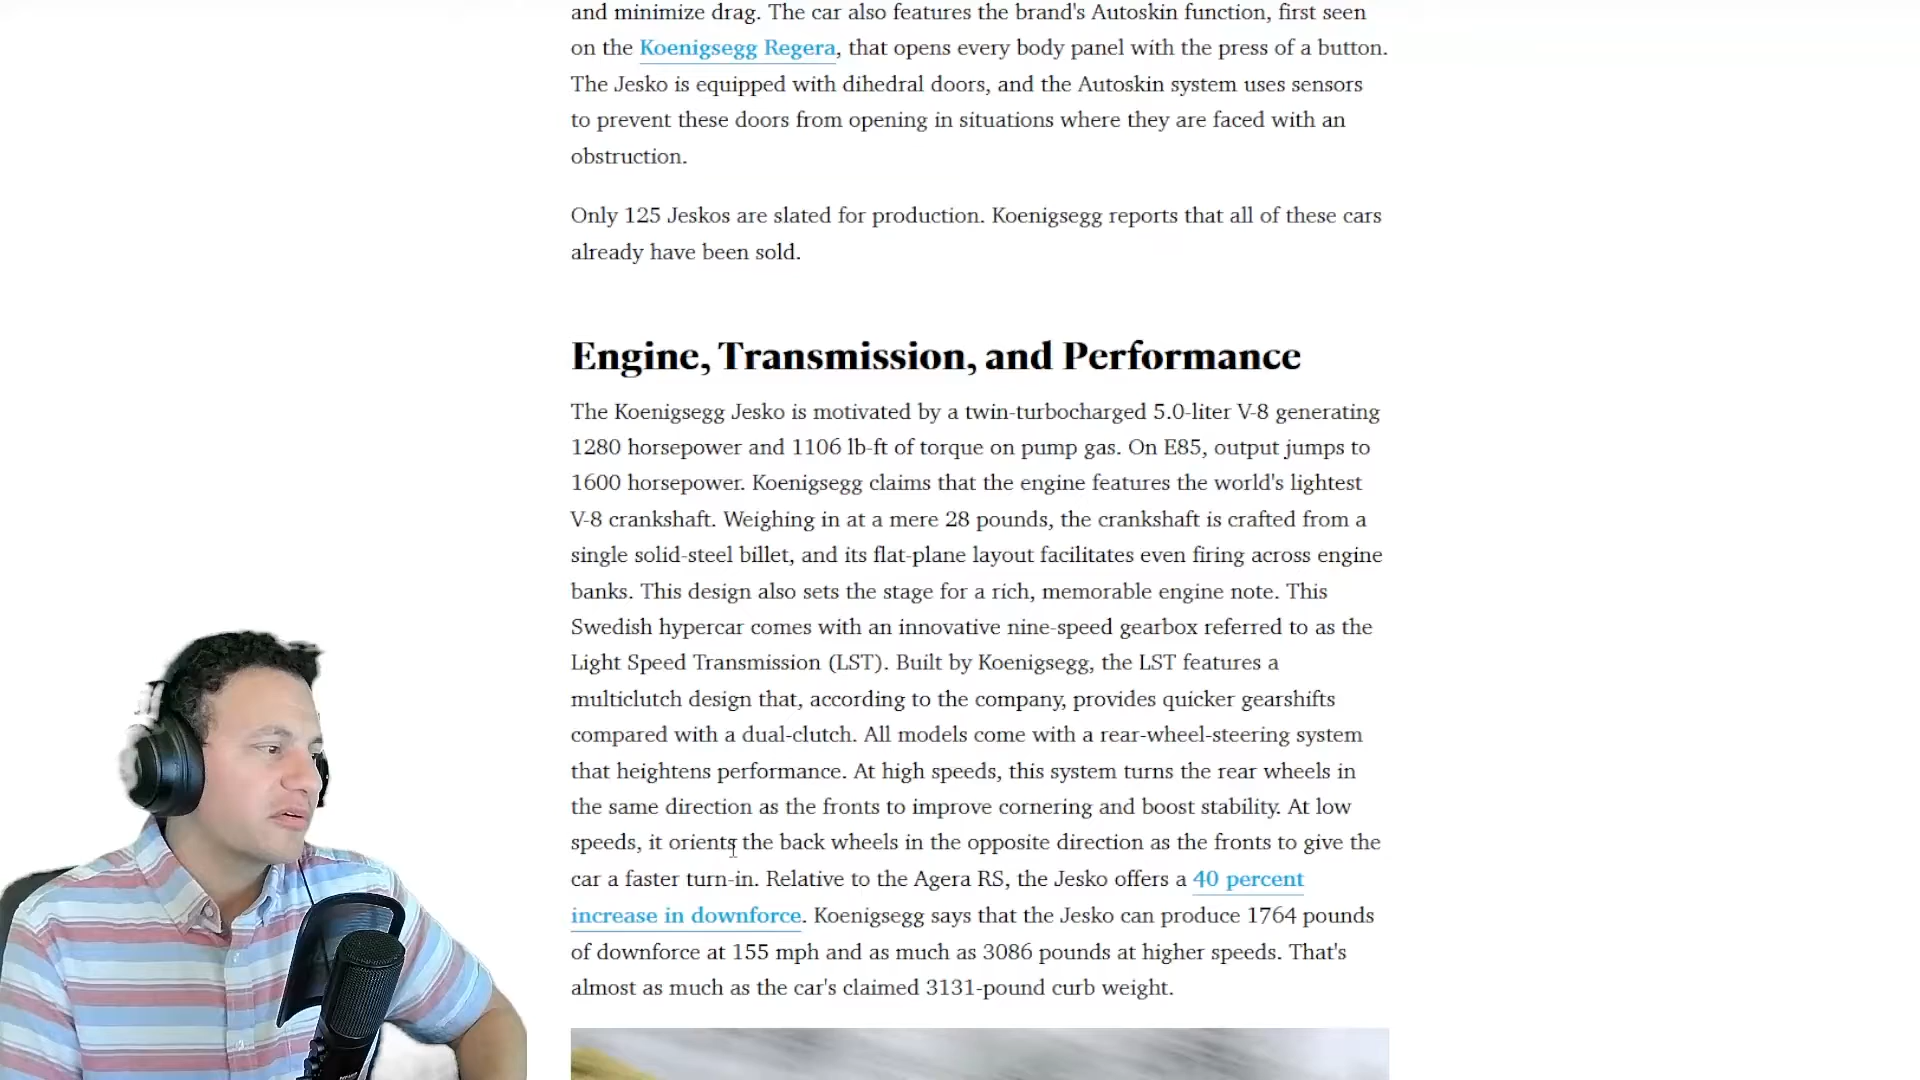 and minimize drag. The car also features the brand's Autoskin function, first seen
on the Koenigsegg Regera, that opens every body panel with the press of a button.
The Jesko is equipped with dihedral doors, and the Autoskin system uses sensors
to prevent these doors from opening in situations where they are faced with an
obstruction.
Only 125 Jeskos are slated for production. Koenigsegg reports that all of these cars
already have been sold.
Engine, Transmission, and Performance
The Koenigsegg Jesko is motivated by a twin-turbocharged 5.0-liter V-8 generating
1280 horsepower and 1106 lb-ft of torque on pump gas. On E85, output jumps to
1600 horsepower. Koenigsegg claims that the engine features the world's lightest
V-8 crankshaft. Weighing in at a mere 28 pounds, the crankshaft is crafted from a
single solid-steel billet, and its flat-plane layout facilitates even firing across engine
banks. This design also sets the stage for a rich, memorable engine note. This
Swedish hypercar comes with an innovative nine-speed gearbox referred to as the
Light Speed Transmission (LST). Built by Koenigsegg, the LST features a
multiclutch design that, according to the company, provides quicker gearshifts
compared with a dual-clutch. All models come with a rear-wheel-steering system
that heightens performance. At high speeds, this system turns the rear wheels in
the same direction as the fronts to improve cornering and boost stability. At low
speeds, it orients the back wheels in the opposite direction as the fronts to give the
car a faster turn-in. Relative to the Agera RS, the Jesko offers a 40 percent
increase in downforce. Koenigsegg says that the Jesko can produce 1764 pounds
of downforce at 155 mph and as much as 3086 pounds at higher speeds. That's
almost as much as the car's claimed 3131-pound curb weight.